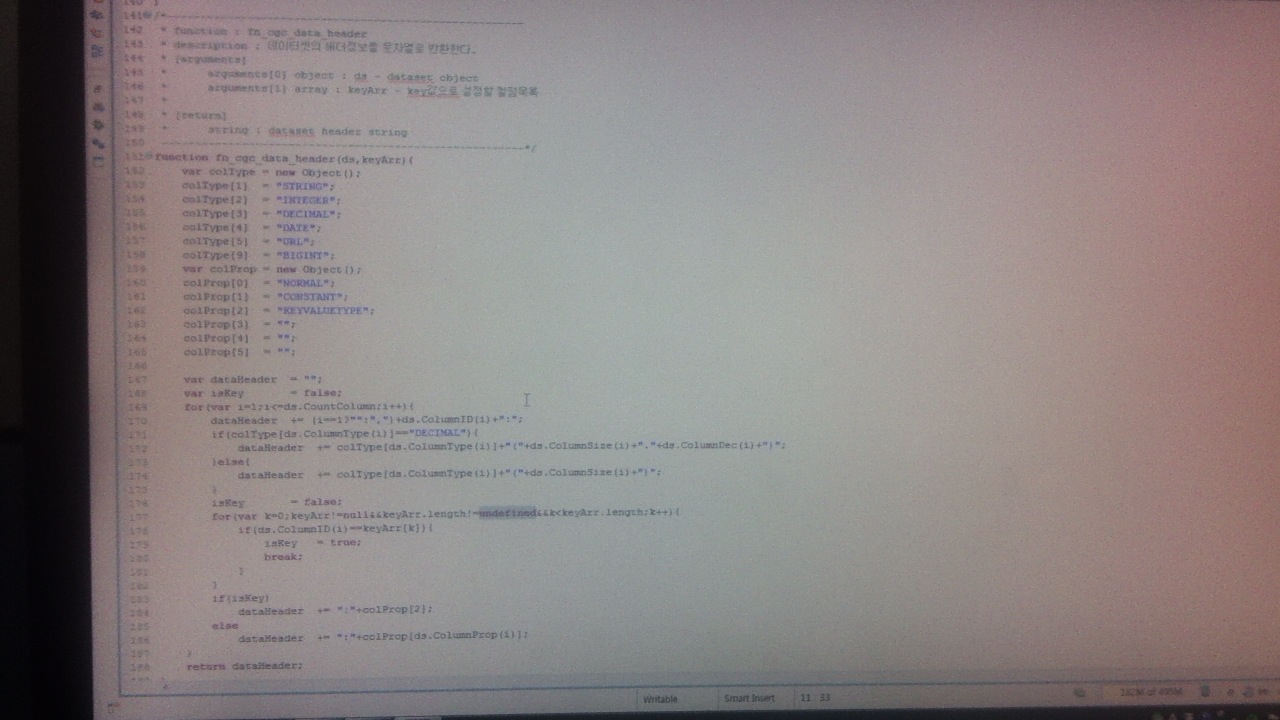 141 /*------------------------------------------------------
142  * function : fn_cgc_data_header
143  * description : 데이터셋의 헤더정보를 문자열로 반환한다.
144  * [arguments]
145  *      arguments[0] object : ds - dataset object
146  *      arguments[1] array : keyArr - key값으로 설정할 컬럼목록
147  *
148  * [return]
149  *      string : dataset header string
150  ------------------------------------------------------*/
151 function fn_cgc_data_header(ds,keyArr){
152     var colType = new Object();
153     colType[1]  = "STRING";
154     colType[2]  = "INTEGER";
155     colType[3]  = "DECIMAL";
156     colType[4]  = "DATE";
157     colType[5]  = "URL";
158     colType[9]  = "BIGINT";
159     var colProp = new Object();
160     colProp[0]  = "NORMAL";
161     colProp[1]  = "CONSTANT";
162     colProp[2]  = "KEYVALUETYPE";
163     colProp[3]  = "";
164     colProp[4]  = "";
165     colProp[5]  = "";
166
167     var dataHeader  = "";
168     var isKey       = false;
169     for(var i=1;i<=ds.CountColumn;i++){
170         dataHeader  += (i==1?"":",")+ds.ColumnID(i)+":";
171         if(colType[ds.ColumnType(i)]=="DECIMAL"){
172             dataHeader  += colType[ds.ColumnType(i)]+"("+ds.ColumnSize(i)+"."+ds.ColumnDec(i)+")";
173         }else{
174             dataHeader  += colType[ds.ColumnType(i)]+"("+ds.ColumnSize(i)+")";
175         }
176         isKey       = false;
177         for(var k=0;keyArr!=null&&keyArr.length!=undefined&&k<keyArr.length;k++){
178             if(ds.ColumnID(i)==keyArr[k]){
179                 isKey   = true;
180                 break;
181             }
182         }
183         if(isKey)
184             dataHeader  += ":"+colProp[2];
185         else
186             dataHeader  += ":"+colProp[ds.ColumnProp(i)];
187     }
188     return dataHeader;
Writable Smart Insert 11 : 33 182M of 495M